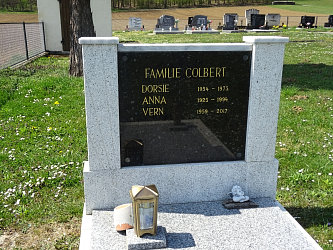 FAMILIE COLBERT
DORSIE 1934 - 1973
ANNA 1925 - 1996
VERN 1959 - 2017